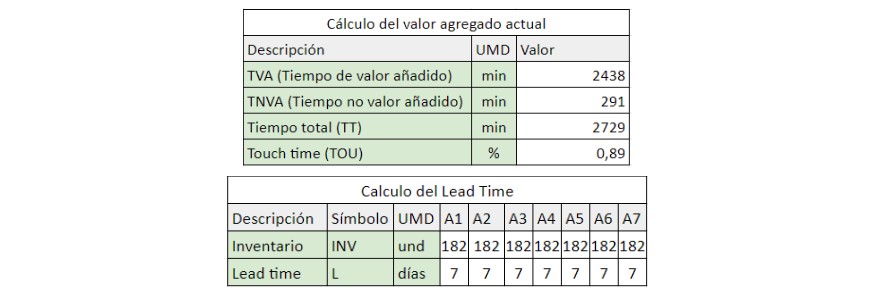 Cálculo del valor agregado actual
Descripción UMD Valor
TVA (Tiempo de valor añadido) min 2438
TNVA (Tiempo no valor añadido) min 291
Tiempo total (TT) min 2729
Touch time (TOU) % 0,89
Calculo del Lead Time
Descripción Símbolo UMD A1 A2 A3 A4 A5 A6 A7
Inventario INV und 182 182 182 182 182 182 182
Lead time L días 7 7 7 7 7 7 7